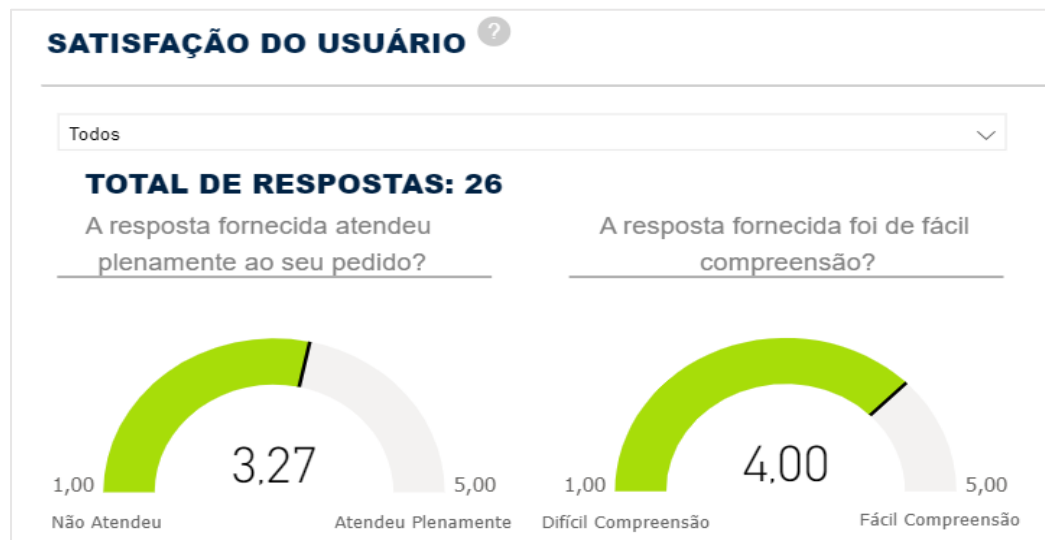 SATISFAÇÃO DO USUÁRIO ?
Todos
TOTAL DE RESPOSTAS: 26
A resposta fornecida atendeu
plenamente ao seu pedido?
3,27
1,00
5,00
Não Atendeu
Atendeu Plenamente
A resposta fornecida foi de fácil
compreensão?
4,00
1,00
5,00
Difícil Compreensão
Fácil Compreensão